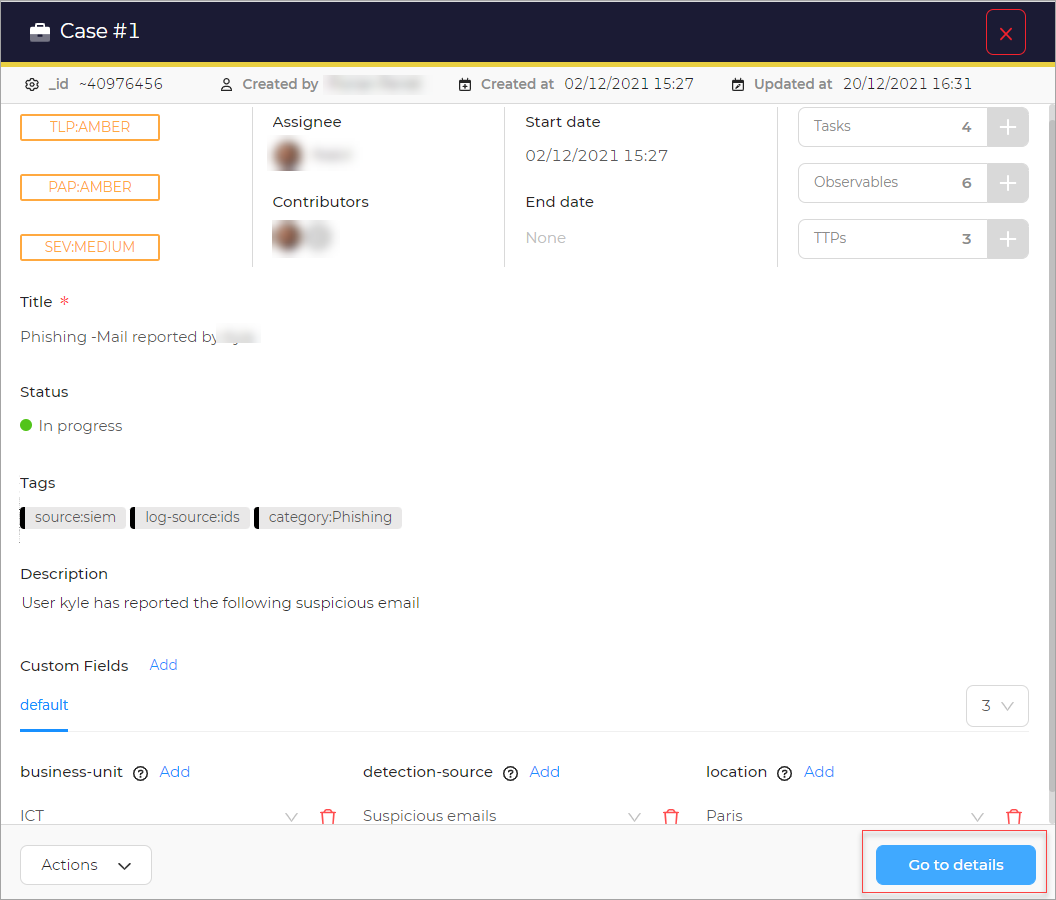 Case #1
_id ~40976456 Created by Created at 02/12/2021 15:27 Updated at 20/12/2021 16:31
TLP:AMBER
PAP:AMBER
SEV:MEDIUM
Assignee
Contributors
Start date
02/12/2021 15:27
End date
None
Tasks 4
Observables 6
TTPs 3
Title *
Phishing -Mail reported by
Status
In progress
Tags
source:siem log-source:ids category:Phishing
Description
User kyle has reported the following suspicious email
Custom Fields Add
default 3
business-unit Add detection-source Add location Add
ICT Suspicious emails Paris
Actions Go to details